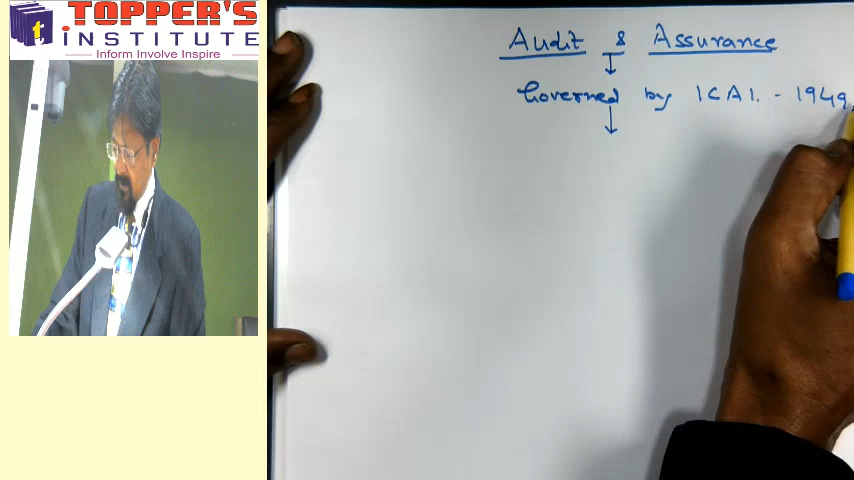 TOPPER'S
t iNSTITUTE
Inform Involve Inspire
Audit & Assurance
Governed by ICAI. - 1949.